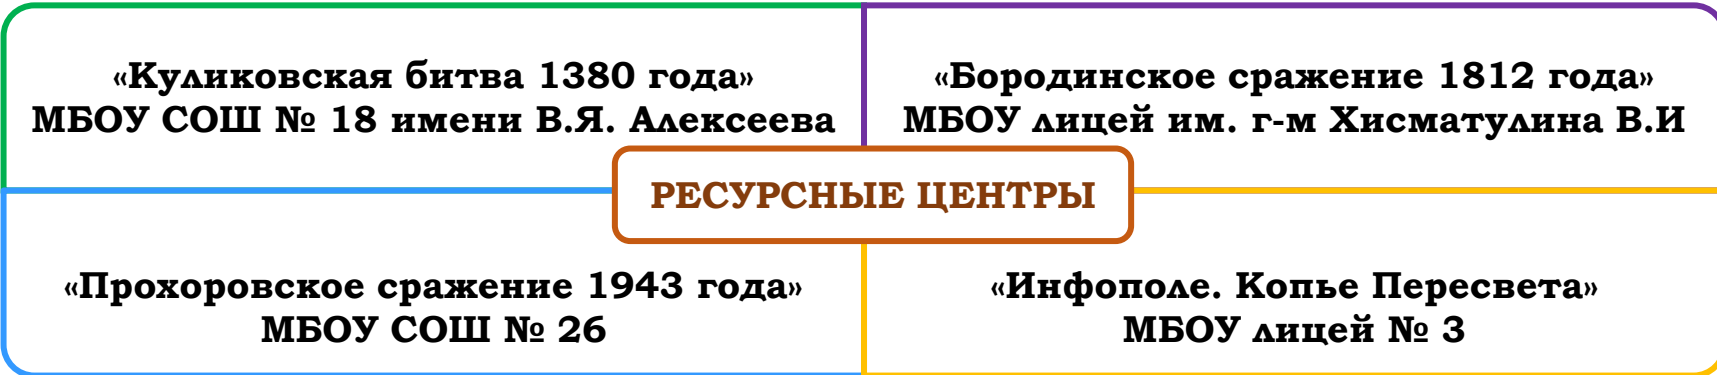 «Куликовская битва 1380 года»
МБОУ СОШ № 18 имени В.Я. Алексеева
«Бородинское сражение 1812 года»
МБОУ лицей им. г-м Хисматулина В.И
РЕСУРСНЫЕ ЦЕНТРЫ
«Прохоровское сражение 1943 года»
МБОУ СОШ № 26
«Инфополе. Копье Пересвета»
МБОУ лицей № 3